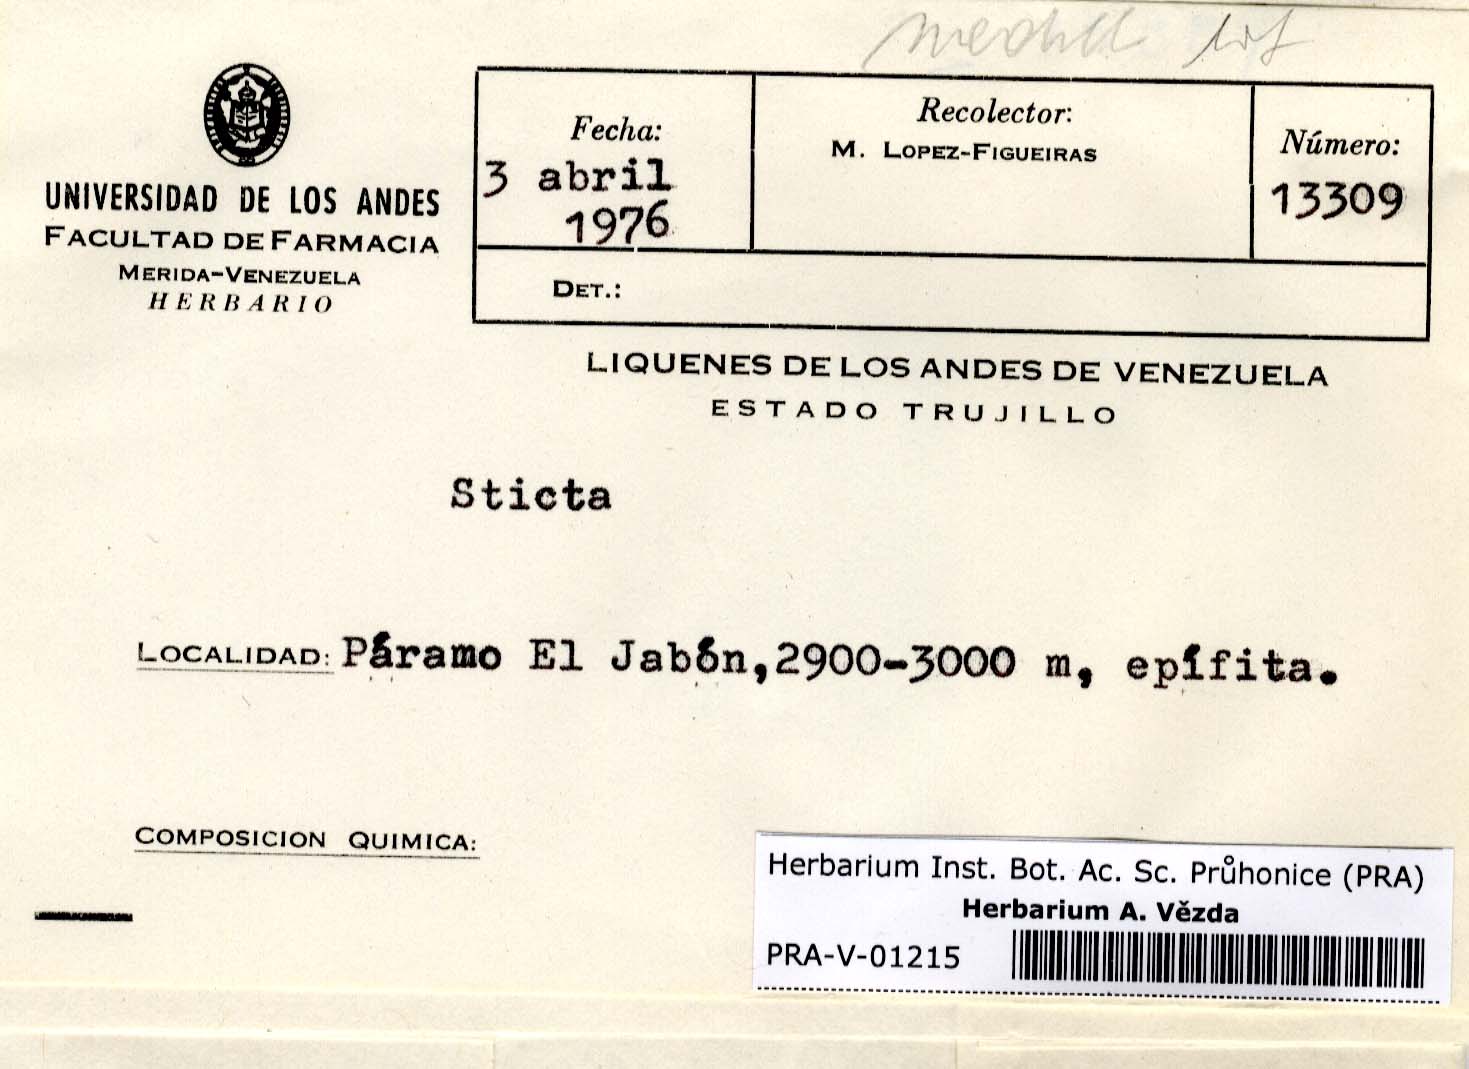 UNIVERSIDAD DE LOS ANDES
FACULTAD DE FARMACIA
MERIDA-VENEZUELA
HERBARIO
Fecha:
3 abril
1976
Recolector:
M. LOPEZ-FIGUEIRAS
Número:
13309
DET.:
LIQUENES DE LOS ANDES DE VENEZUELA
ESTADO TRUJILLO
Sticta
LOCALIDAD: Páramo El Jabón, 2900-3000 m, epífita.
COMPOSICION QUIMICA:
Herbarium Inst. Bot. Ac. Sc. Průhonice (PRA)
Herbarium A. Vězda
PRA-V-01215